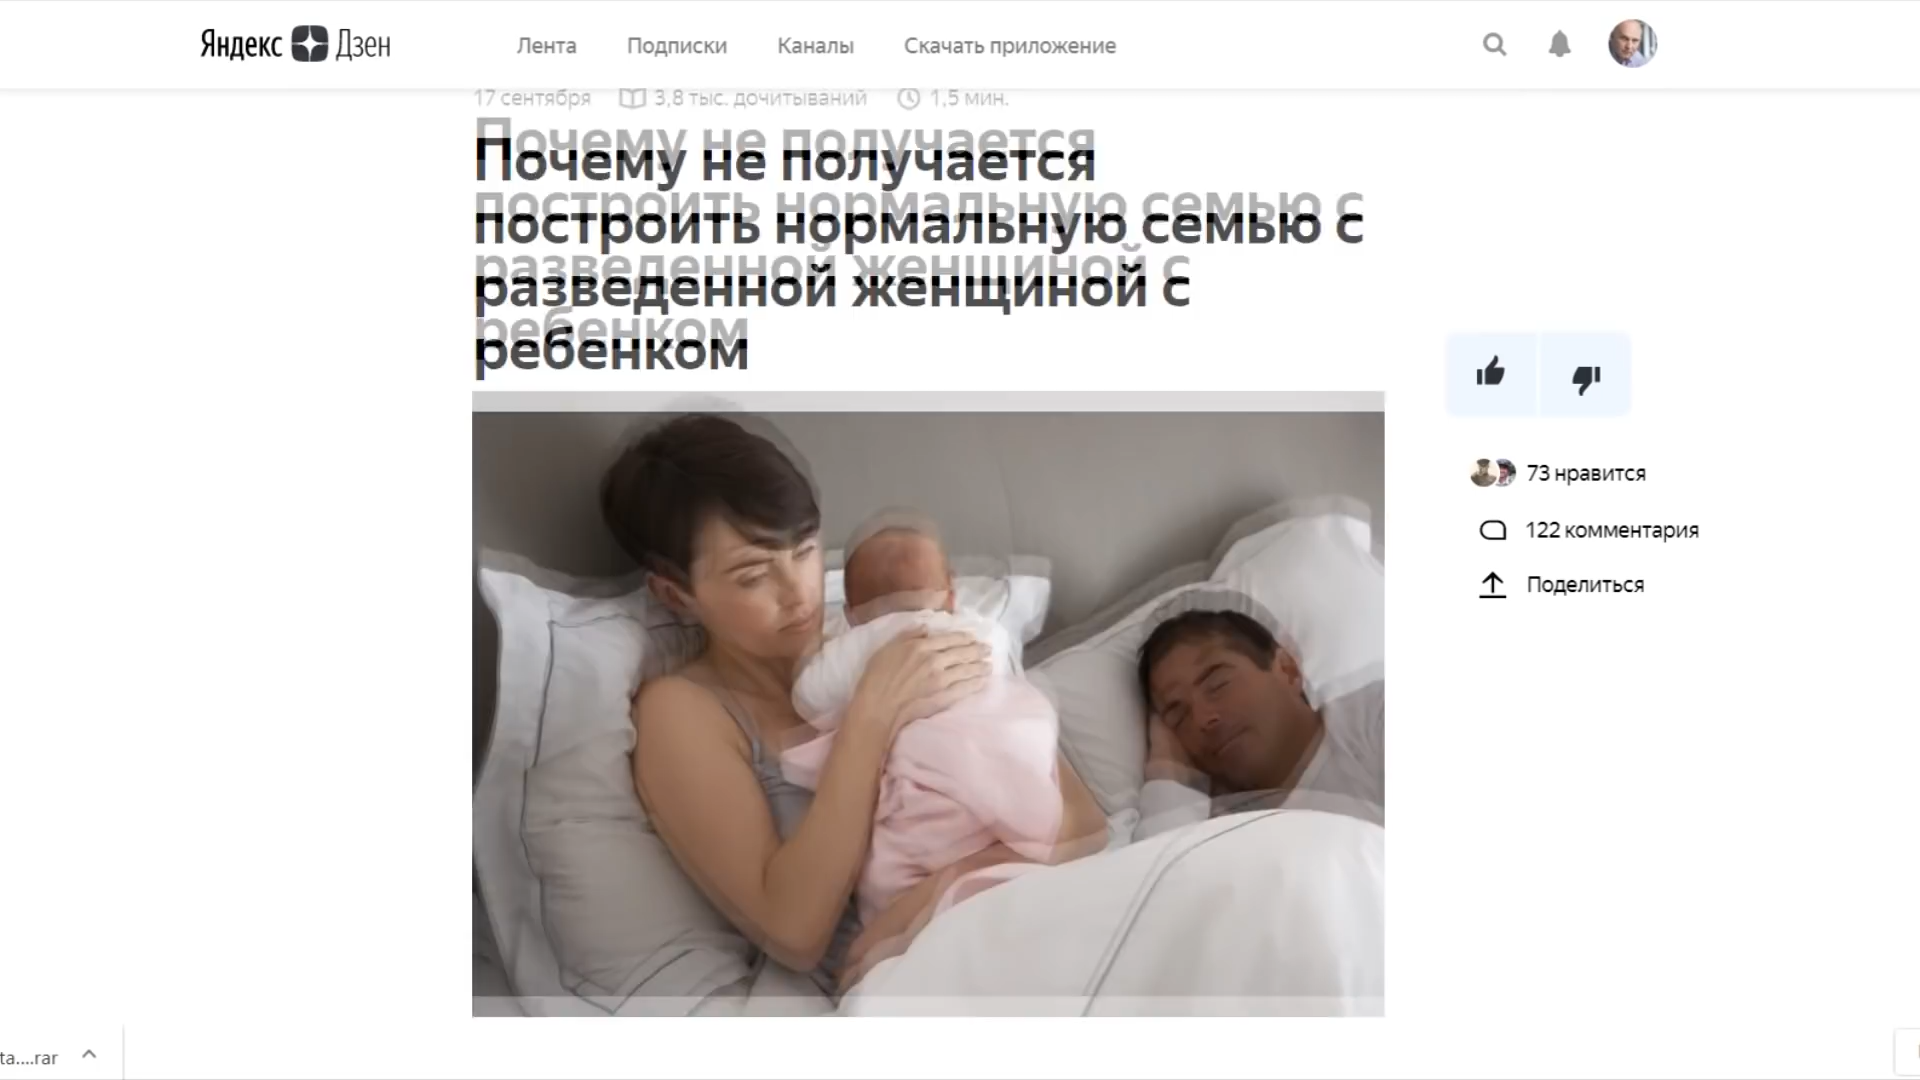 Яндекс Дзен
Лента Подписки Каналы Скачать приложение
17 сентября 3,8 тыс. дочитываний 1,5 мин.
Почему не получается
построить нормальную семью с
разведенной женщиной с
ребенком
73 нравится
122 комментария
Поделиться
ta....rar